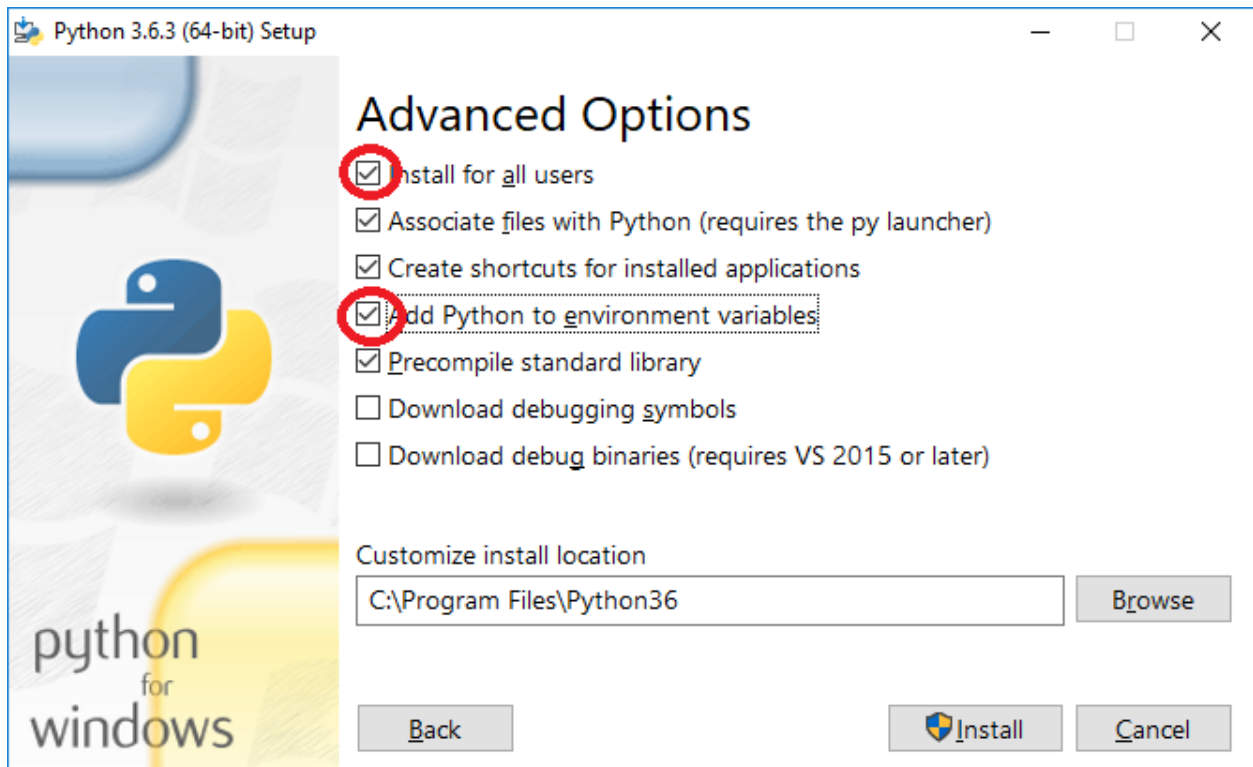 Python 3.6.3 (64-bit) Setup
Advanced Options
Install for all users
Associate files with Python (requires the py launcher)
Create shortcuts for installed applications
Add Python to environment variables
Precompile standard library
Download debugging symbols
Download debug binaries (requires VS 2015 or later)
Customize install location
C:\Program Files\Python36
Browse
python
for
windows
Back
Install
Cancel